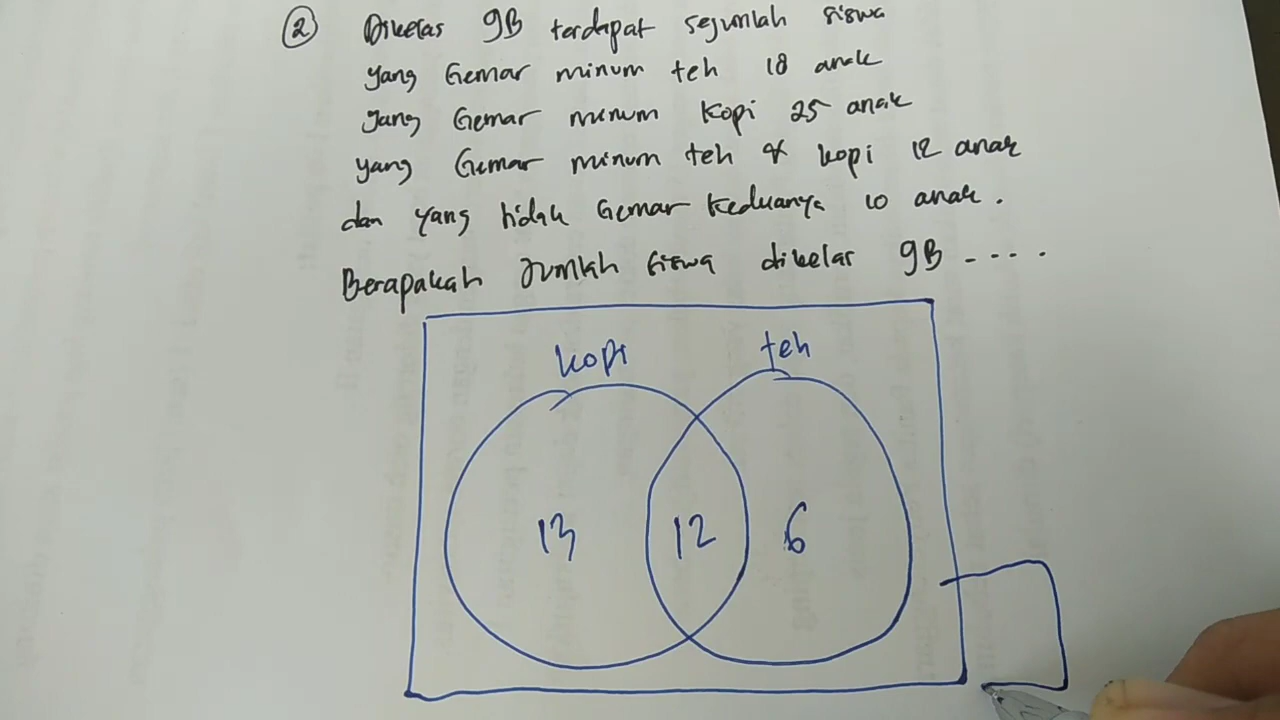 ② Dikelas 9B terdapat sejumlah siswa
yang Gemar minum teh 18 anak
yang Gemar minum kopi 25 anak
yang Gemar minum teh & kopi 12 anak
dan yang tidak Gemar keduanya 10 anak.
Berapakah Jumlah siswa dikelas 9B ----.
kopi teh
13 12 6